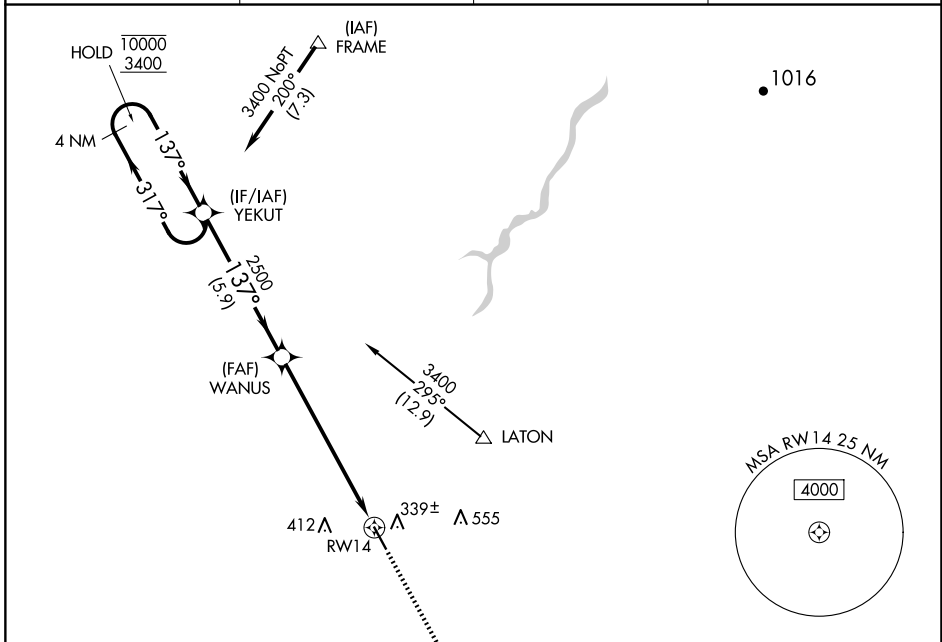 (IAF)
FRAME
HOLD 10000
3400
3400 NoPT
200°
(7.3)
1016
4 NM
137°
317°
(IF/IAF)
YEKUT
2500
137°
(5.9)
(FAF)
WANUS
3400
295°
(12.9)
LATON
MSA RW14 25 NM
4000
412
339±
555
RW14